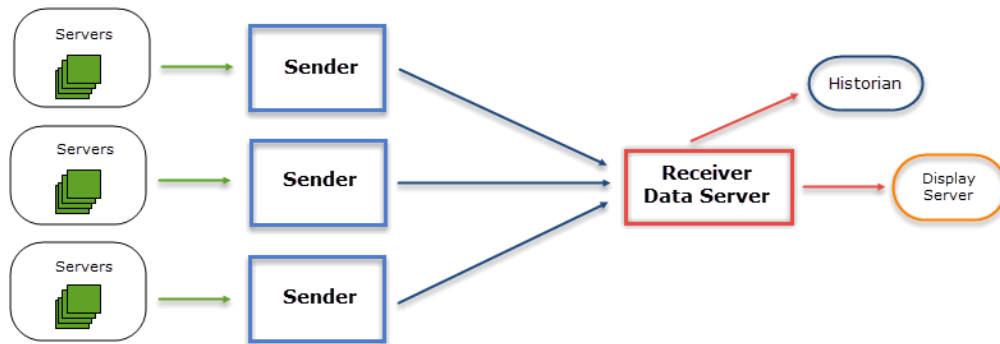 Servers
Sender
Servers
Sender
Servers
Sender
Receiver
Data Server
Historian
Display
Server